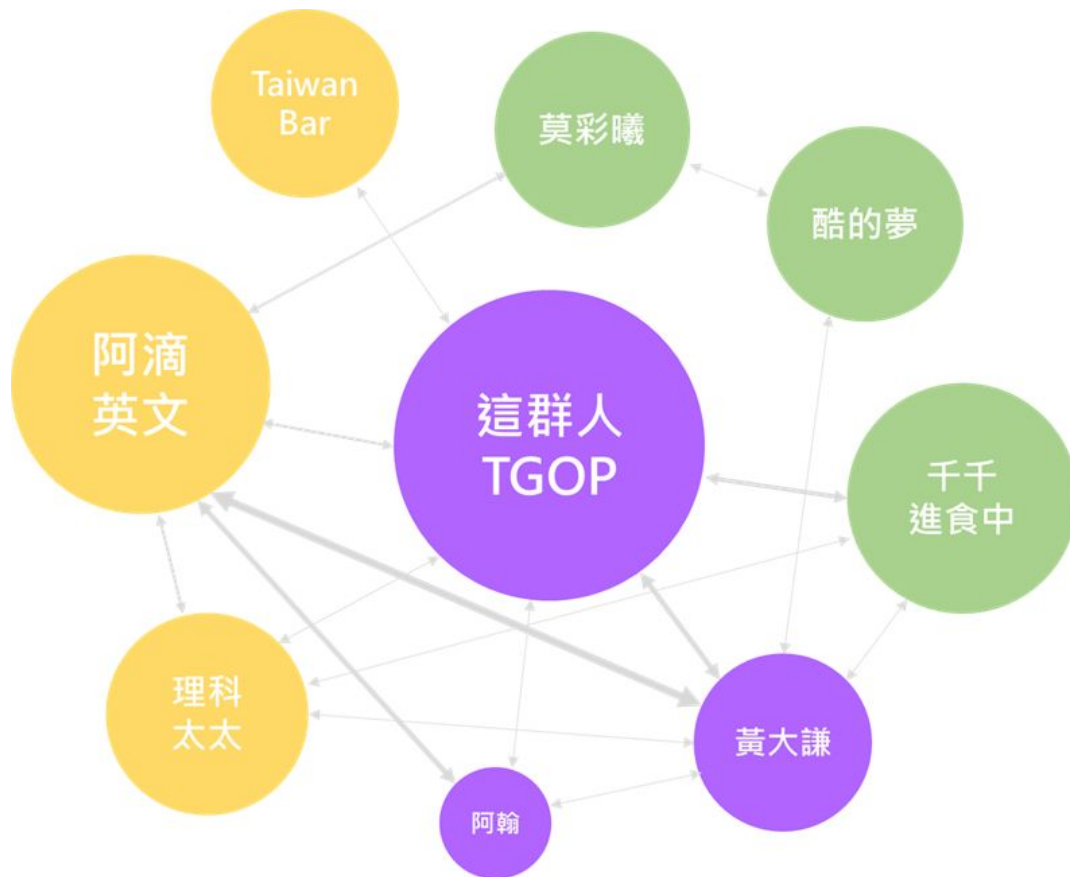 Taiwan
Bar
莫彩曦
酷的夢
阿滴
英文
這群人
TGOP
千千
進食中
理科
太太
黃大謙
阿翰